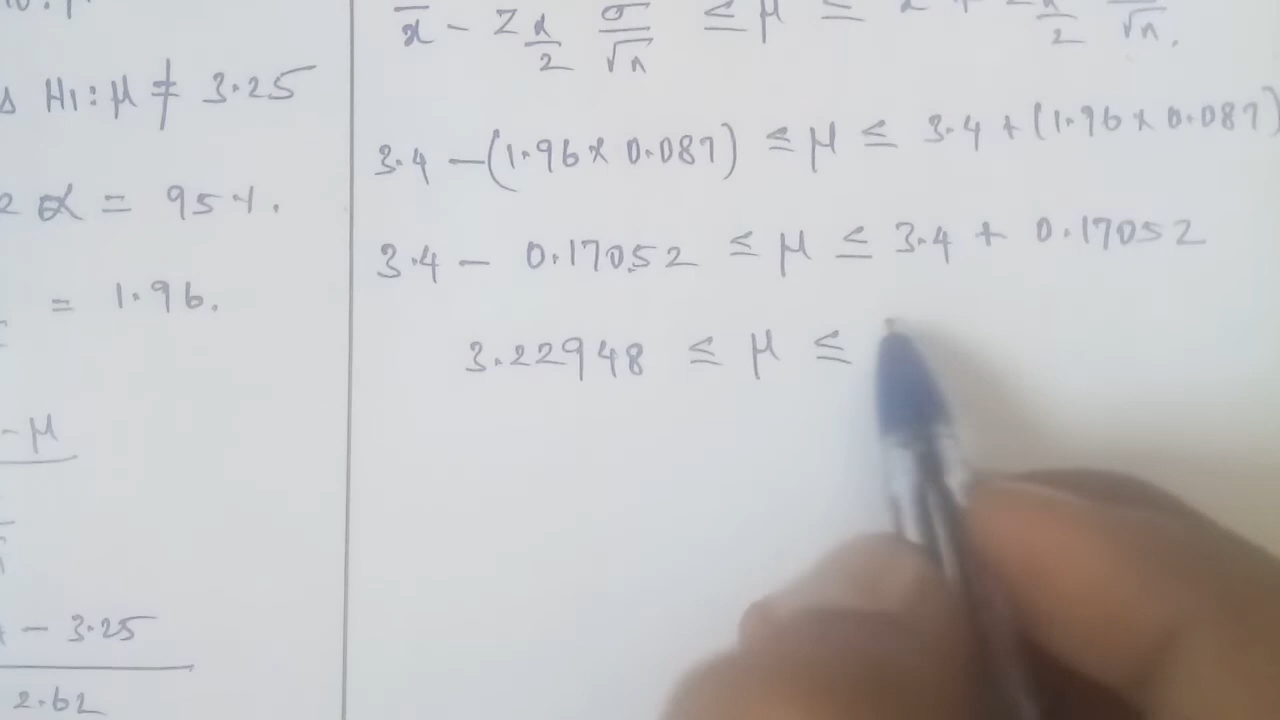 H1 : μ ≠ 3.25
α = 95%.
= 1.96.
- μ
- 3.25
2.62
x̄ - Z α/2 σ/√n ≤ μ ≤ x̄ + Z α/2 σ/√n.
3.4 - (1.96 × 0.087) ≤ μ ≤ 3.4 + (1.96 × 0.087)
3.4 - 0.17052 ≤ μ ≤ 3.4 + 0.17052
3.22948 ≤ μ ≤